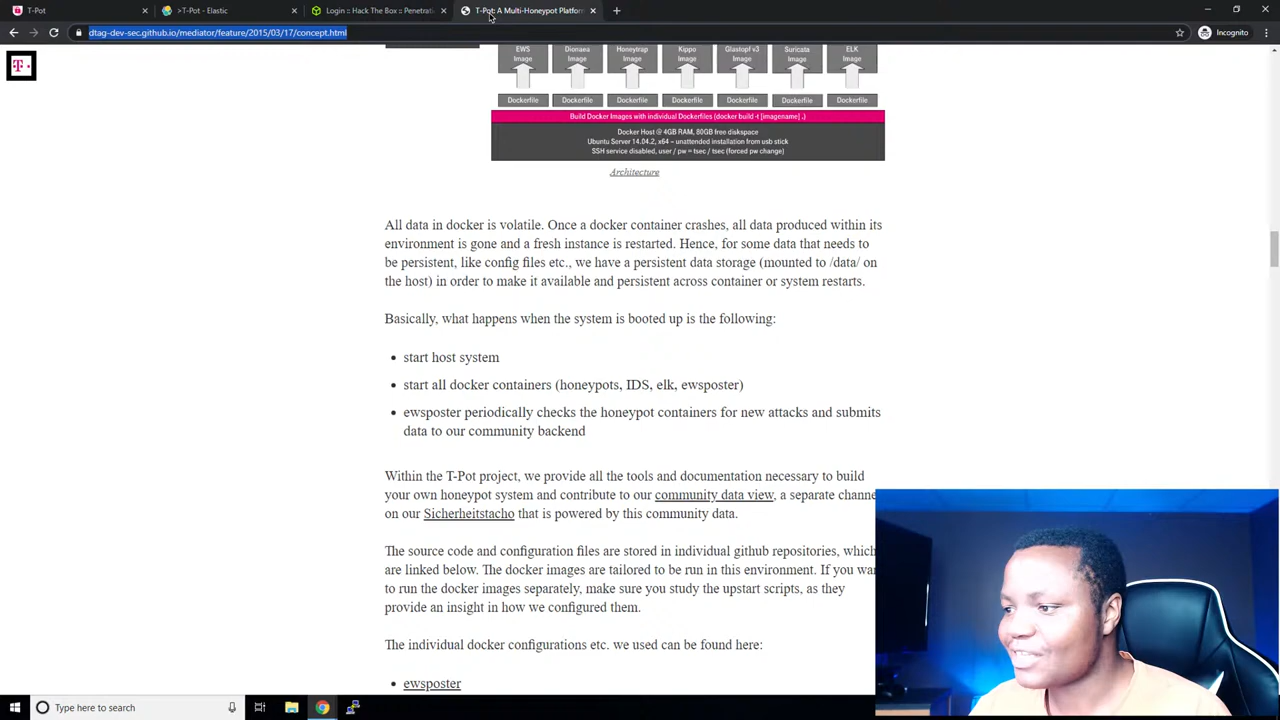 T-Pot
>T-Pot - Elastic
Login :: Hack The Box :: Penetrati
T-Pot: A Multi-Honeypot Platform
dtag-dev-sec.github.io/mediator/feature/2015/03/17/concept.html
Incognito
T
EWS Image
Dionaea Image
Honeytrap Image
Kippo Image
Glastopf v3 Image
Suricata Image
ELK Image
Dockerfile Dockerfile Dockerfile Dockerfile Dockerfile Dockerfile Dockerfile
Build Docker Images with individual Dockerfiles (docker build -t [imagename] .)
Docker Host @ 4GB RAM, 80GB free diskspace
Ubuntu Server 14.04.2, x64 – unattended installation from usb stick
SSH service disabled, user / pw = tsec / tsec (forced pw change)
Architecture
All data in docker is volatile. Once a docker container crashes, all data produced within its
environment is gone and a fresh instance is restarted. Hence, for some data that needs to
be persistent, like config files etc., we have a persistent data storage (mounted to /data/ on
the host) in order to make it available and persistent across container or system restarts.
Basically, what happens when the system is booted up is the following:
• start host system
• start all docker containers (honeypots, IDS, elk, ewsposter)
• ewsposter periodically checks the honeypot containers for new attacks and submits
data to our community backend
Within the T-Pot project, we provide all the tools and documentation necessary to build
your own honeypot system and contribute to our community data view, a separate channe
on our Sicherheitstacho that is powered by this community data.
The source code and configuration files are stored in individual github repositories, which
are linked below. The docker images are tailored to be run in this environment. If you wan
to run the docker images separately, make sure you study the upstart scripts, as they
provide an insight in how we configured them.
The individual docker configurations etc. we used can be found here:
• ewsposter
Type here to search